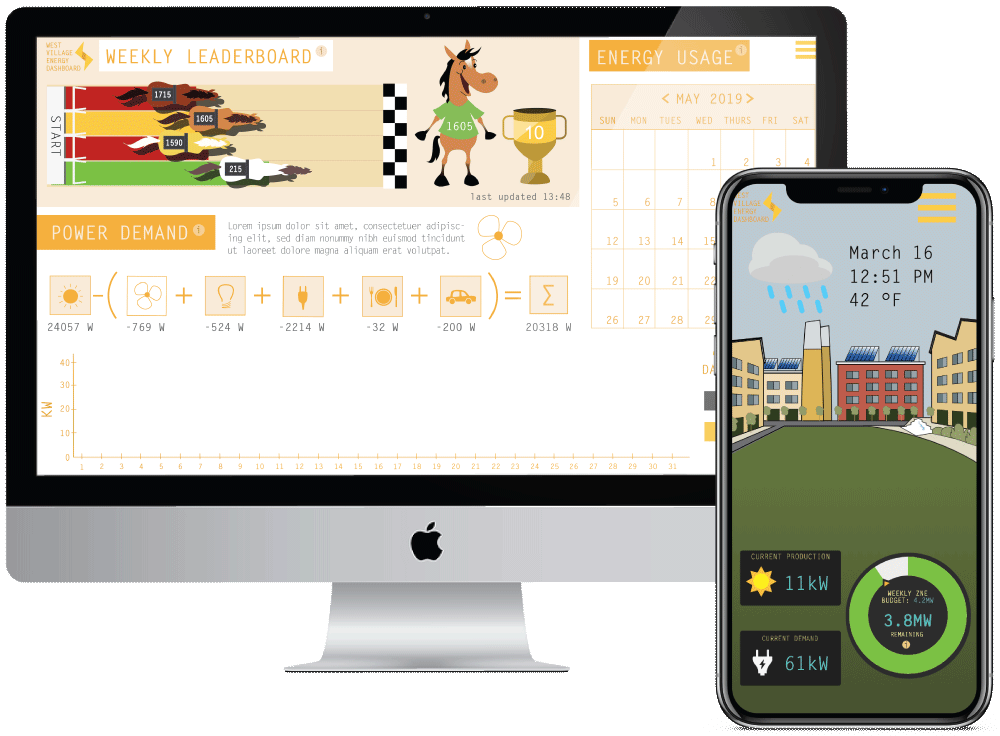 WEST
VILLAGE
ENERGY
DASHBOARD
WEEKLY LEADERBOARD
START
1715
1605
1590
215
1605
10
last updated 13:48
ENERGY USAGE
< MAY 2019 >
SUN MON TUES WED THURS FRI SAT
1 2 3 4
5 6 7 8
12 13 14 15
19 20 21 22
26 27 28 29
POWER DEMAND
Lorem ipsum dolor sit amet, consectetuer adipisc-
ing elit, sed diam nonummy nibh euismod tincidunt
ut laoreet dolore magna aliquam erat volutpat.
- ( + + + + ) = Σ
24057 W -769 W -524 W -2214 W -32 W -200 W 20318 W
KW
40
30
20
10
0
1 2 3 4 5 6 7 8 9 10 11 12 13 14 15 16 17 18 19 20 21 22 23 24 25 26 27 28 29 30 31
DA
WEST
VILLAGE
ENERGY
DASHBOARD
March 16
12:51 PM
42 °F
CURRENT PRODUCTION
11kW
CURRENT DEMAND
61kW
WEEKLY ZNE
BUDGET: 4.2MW
3.8MW
REMAINING